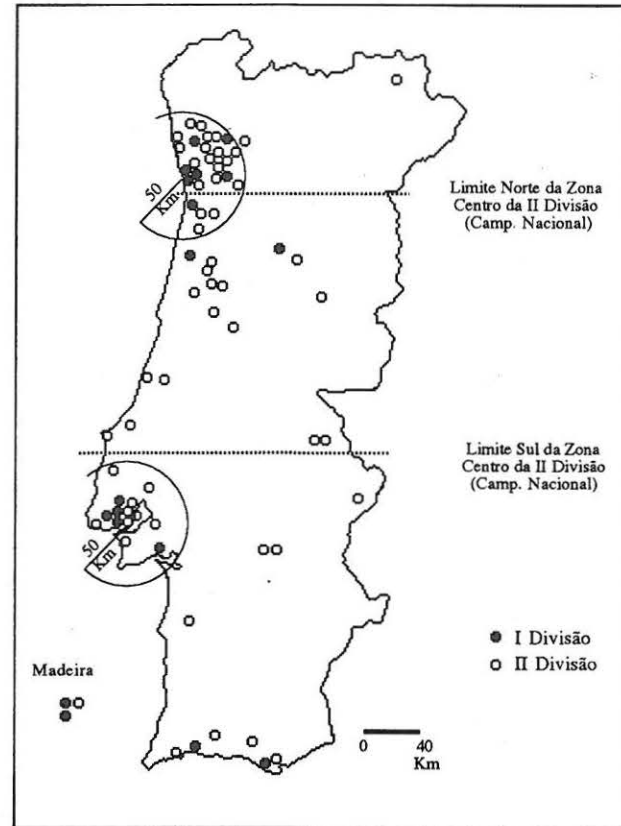 50
Km.
Limite Norte da Zona
Centro da II Divisão
(Camp. Nacional)
Limite Sul da Zona
Centro da II Divisão
(Camp. Nacional)
50
Km
I Divisão
II Divisão
Madeira
0 40
Km